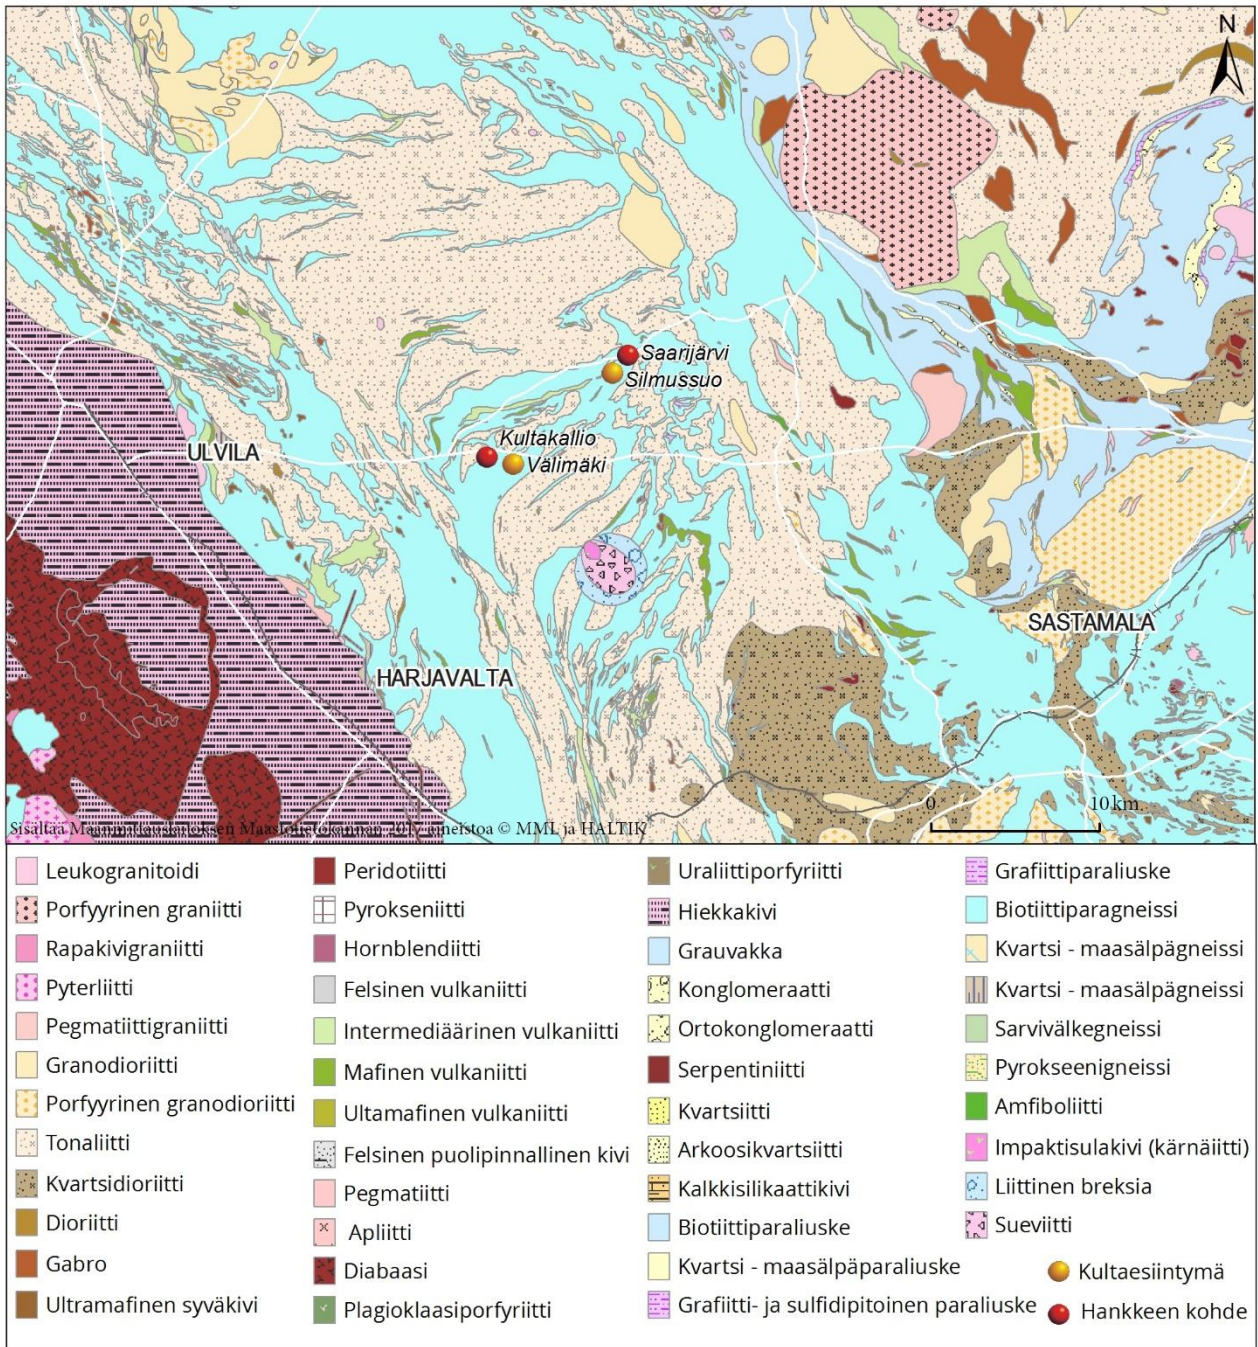 N
Saarijärvi
Silmussuo
Kultakallio
Välimäki
ULVILA
SASTAMALA
HARJAVALTA
0 10 km
Sisältää Maanmittauslaitoksen Maastotietokannan aineistoa © MML ja HALTIK
Leukogranitoidi
Porfyyrinen graniitti
Rapakivigraniitti
Pyterliitti
Pegmatiittigraniitti
Granodioriitti
Porfyyrinen granodioriitti
Tonaliitti
Kvartsidioriitti
Dioriitti
Gabro
Ultramafinen syväkivi
Peridotiitti
Pyrokseniitti
Hornblendiitti
Felsinen vulkaniitti
Intermediäärinen vulkaniitti
Mafinen vulkaniitti
Ultamafinen vulkaniitti
Felsinen puolipinnallinen kivi
Pegmatiitti
Apliitti
Diabaasi
Plagioklaasiporfyriitti
Uraliittiporfyriitti
Hiekkakivi
Grauvakka
Konglomeraatti
Ortokonglomeraatti
Serpentiniitti
Kvartsiitti
Arkoosikvartsiitti
Kalkkisilikaattikivi
Biotiittiparaliuske
Kvartsi - maasälpäparaliuske
Grafiitti- ja sulfidipitoinen paraliuske
Grafiittiparaliuske
Biotiittiparagneissi
Kvartsi - maasälpägneissi
Kvartsi - maasälpägneissi
Sarvivälkegneissi
Pyrokseenigneissi
Amfiboliitti
Impaktisulakivi (kärnäiitti)
Liittinen breksia
Sueviitti
Kultaesiintymä
Hankkeen kohde